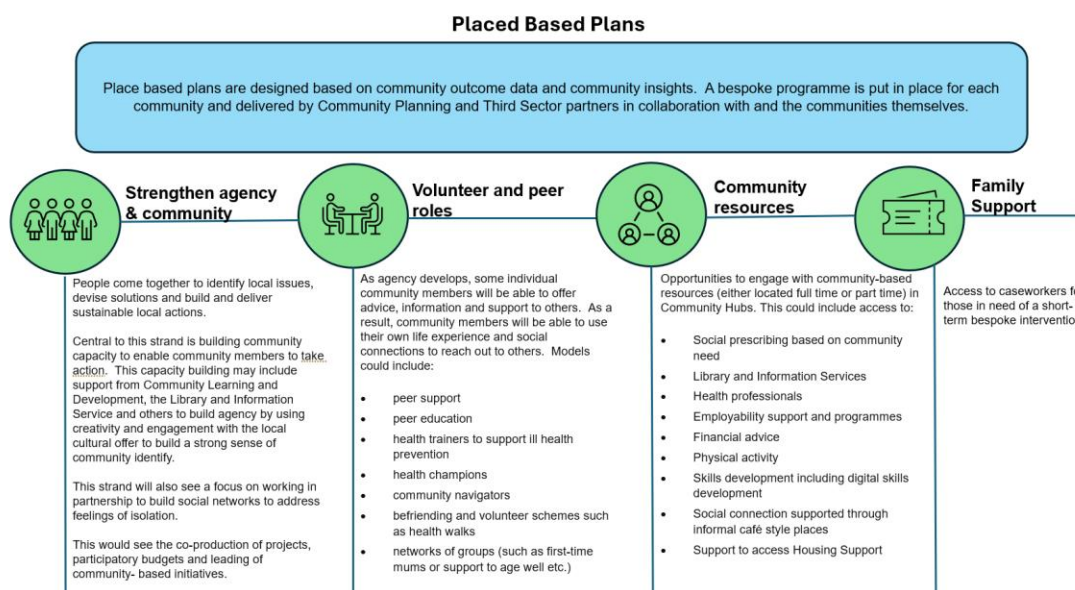 Placed Based Plans
Place based plans are designed based on community outcome data and community insights.  A bespoke programme is put in place for each
community and delivered by Community Planning and Third Sector partners in collaboration with and the communities themselves.
Strengthen agency
& community
People come together to identify local issues,
devise solutions and build and deliver
sustainable local actions.
Central to this strand is building community
capacity to enable community members to take
action.  This capacity building may include
support from Community Learning and
Development, the Library and Information
Service and others to build agency by using
creativity and engagement with the local
cultural offer to build a strong sense of
community identify.
This strand will also see a focus on working in
partnership to build social networks to address
feelings of isolation.
This would see the co-production of projects,
participatory budgets and leading of
community- based initiatives.
Volunteer and peer
roles
As agency develops, some individual
community members will be able to offer
advice, information and support to others.  As a
result, community members will be able to use
their own life experience and social
connections to reach out to others.  Models
could include:
• peer support
• peer education
• health trainers to support ill health
prevention
• health champions
• community navigators
• befriending and volunteer schemes such
as health walks
• networks of groups (such as first-time
mums or support to age well etc.)
Community
resources
Opportunities to engage with community-based
resources (either located full time or part time) in
Community Hubs. This could include access to:
• Social prescribing based on community
need
• Library and Information Services
• Health professionals
• Employability support and programmes
• Financial advice
• Physical activity
• Skills development including digital skills
development
• Social connection supported through
informal café style places
• Support to access Housing Support
Family
Support
Access to caseworkers fo
those in need of a short-
term bespoke interventio